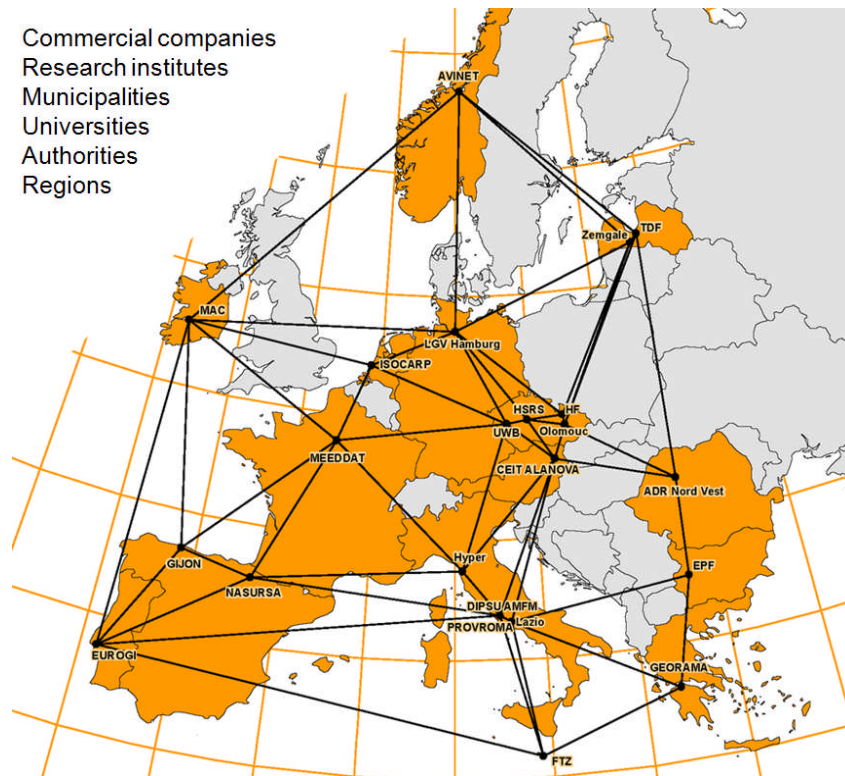 Commercial companies
Research institutes
Municipalities
Universities
Authorities
Regions
AVINET
TDF
Zemgale
MAC
LGV Hamburg
ISOCARP
HSRS
HF
UWB
Olomouc
MEEDDAT
CEIT ALANOVA
ADR Nord Vest
GIJON
Hyper
EPF
NASURSA
DIPSU AMFM
PROVROMA
Lazio
EUROGI
GEORAMA
FTZ